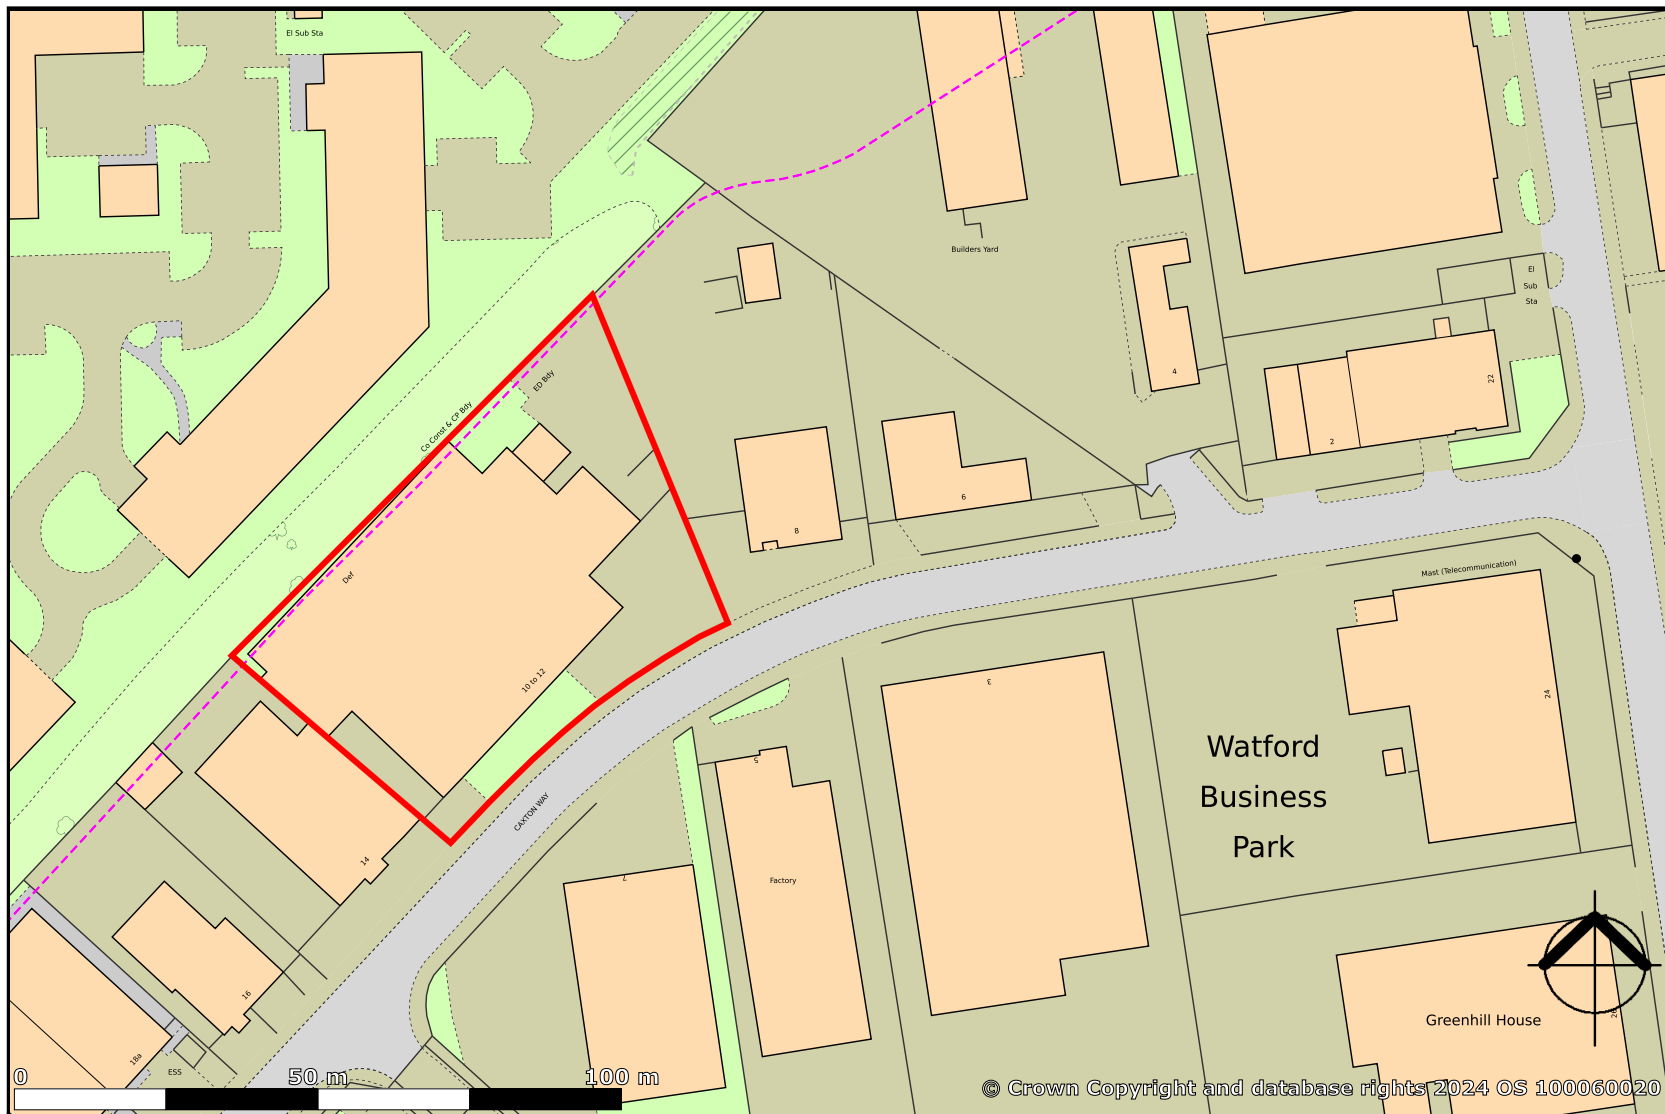 El Sub Sta
Builders Yard
El
Sub
Sta
4
22
2
ED Bdy
Co Const & CP Bdy
6
8
Mast (Telecommunication)
Def
10 to 12
3
24
Watford
Business
Park
5
CAXTON WAY
14
Factory
7
16
Greenhill House
26
18a
ESS
0
50 m
100 m
© Crown Copyright and database rights 2024 OS 100060020